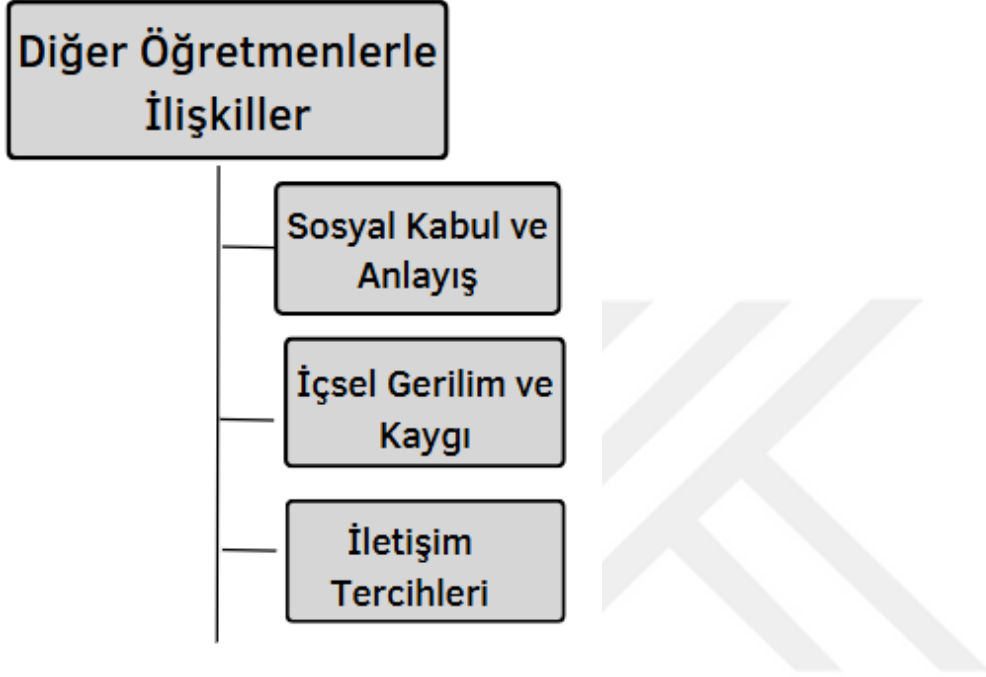 Diğer Öğretmenlerle
İlişkiller
Sosyal Kabul ve
Anlayış
İçsel Gerilim ve
Kaygı
İletişim
Tercihleri